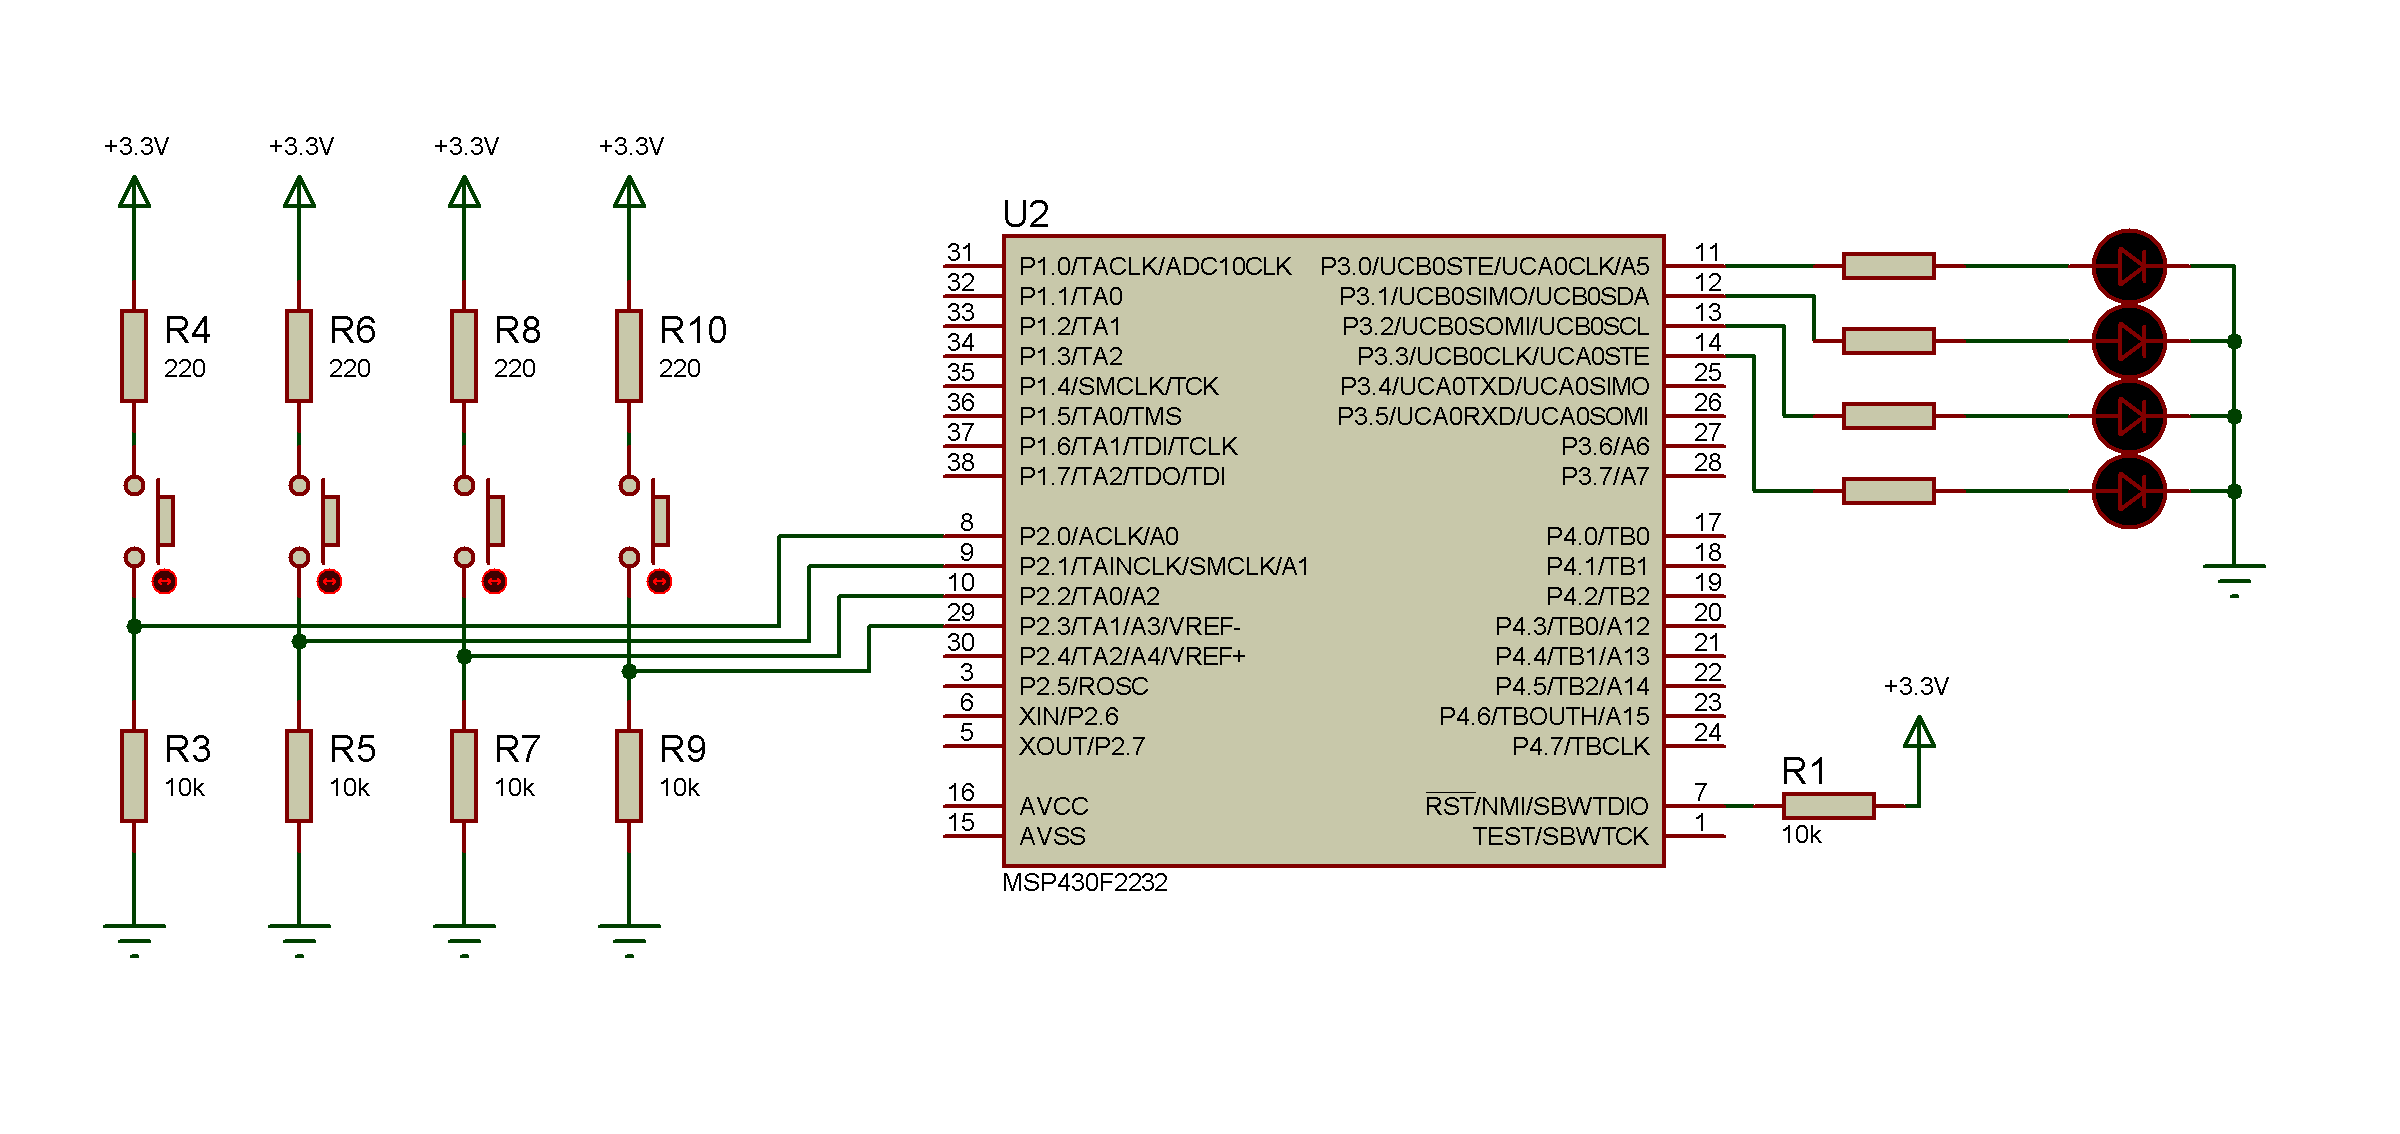 +3.3V +3.3V +3.3V +3.3V
R4 R6 R8 R10
220 220 220 220
R3 R5 R7 R9
10k 10k 10k 10k
U2
31 P1.0/TACLK/ADC10CLK
32 P1.1/TA0
33 P1.2/TA1
34 P1.3/TA2
35 P1.4/SMCLK/TCK
36 P1.5/TA0/TMS
37 P1.6/TA1/TDI/TCLK
38 P1.7/TA2/TDO/TDI
8 P2.0/ACLK/A0
9 P2.1/TAINCLK/SMCLK/A1
10 P2.2/TA0/A2
29 P2.3/TA1/A3/VREF-
30 P2.4/TA2/A4/VREF+
3 P2.5/ROSC
6 XIN/P2.6
5 XOUT/P2.7
16 AVCC
15 AVSS
P3.0/UCB0STE/UCA0CLK/A5 11
P3.1/UCB0SIMO/UCB0SDA 12
P3.2/UCB0SOMI/UCB0SCL 13
P3.3/UCB0CLK/UCA0STE 14
P3.4/UCA0TXD/UCA0SIMO 25
P3.5/UCA0RXD/UCA0SOMI 26
P3.6/A6 27
P3.7/A7 28
P4.0/TB0 17
P4.1/TB1 18
P4.2/TB2 19
P4.3/TB0/A12 20
P4.4/TB1/A13 21
P4.5/TB2/A14 22
P4.6/TBOUTH/A15 23
P4.7/TBCLK 24
RST/NMI/SBWTDIO 7
TEST/SBWTCK 1
MSP430F2232
+3.3V
R1
10k